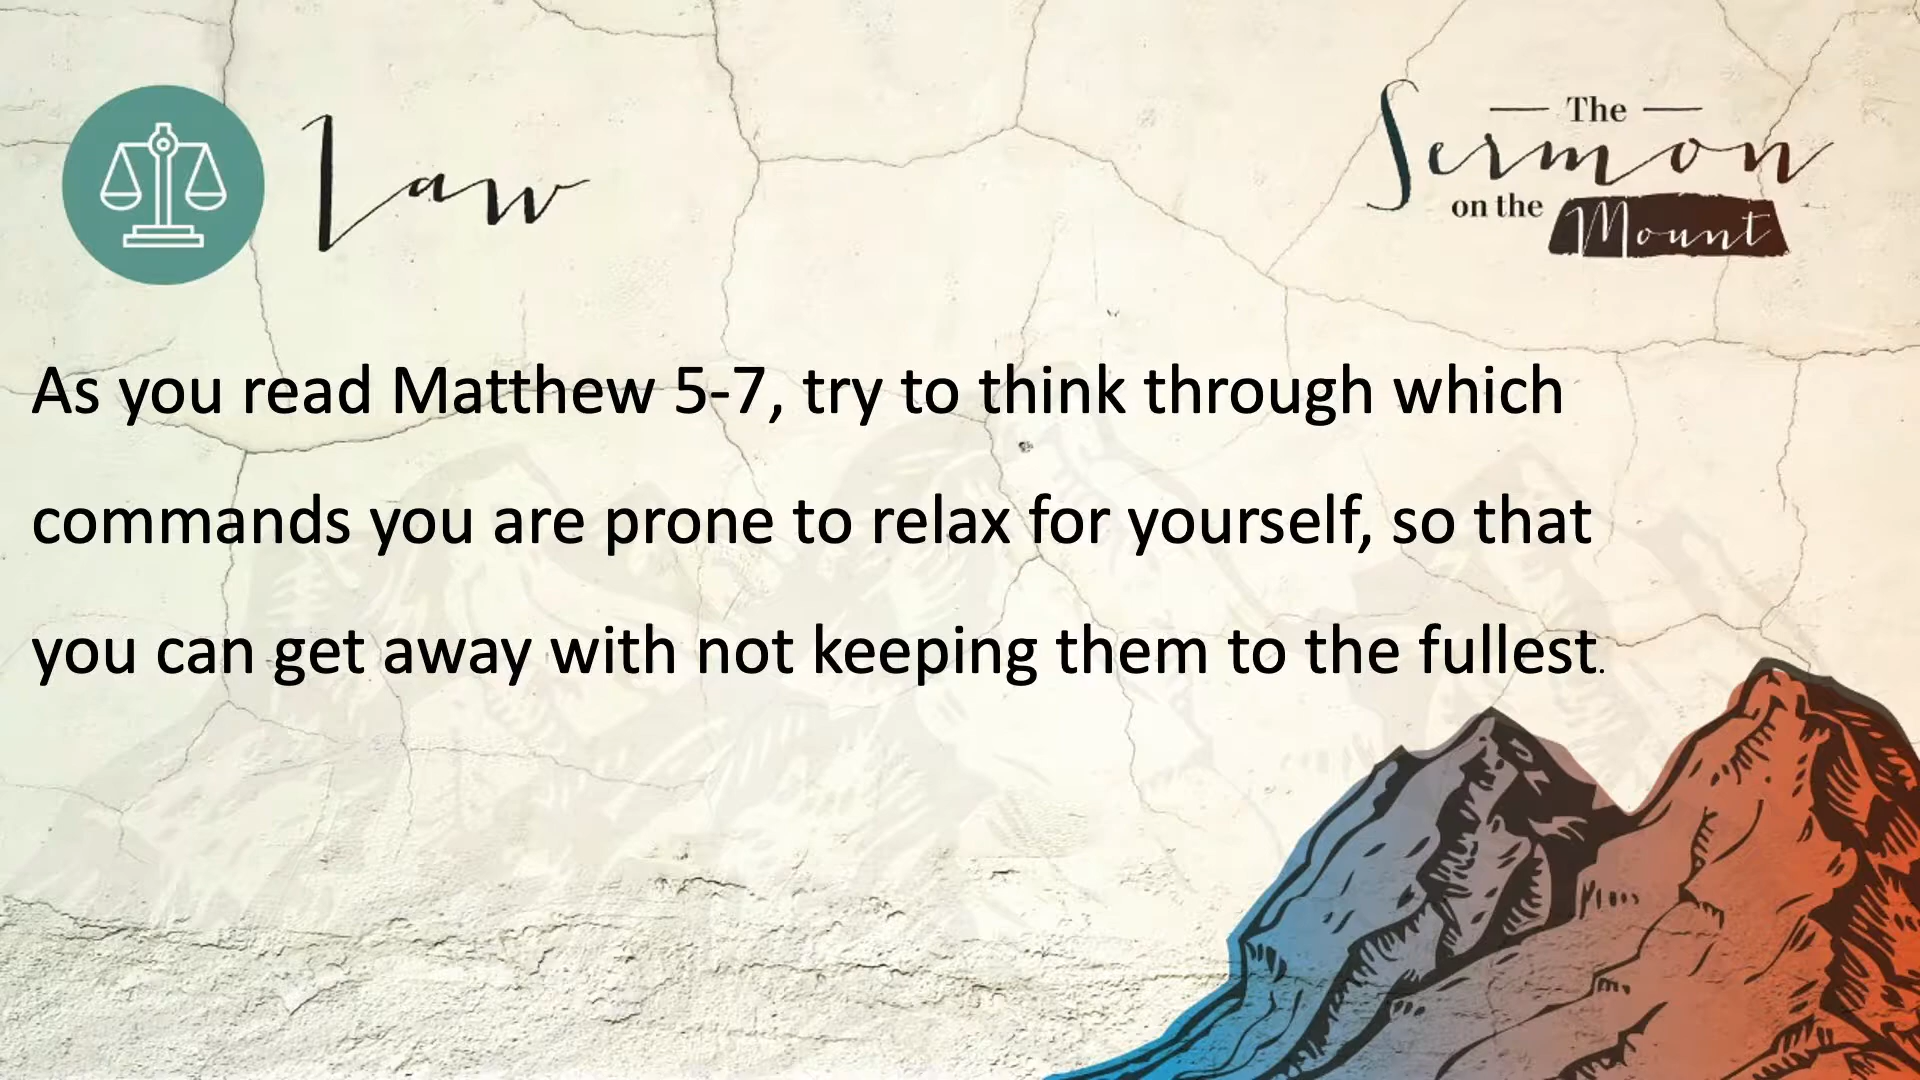 Law
The
Sermon
on the Mount
As you read Matthew 5-7, try to think through which
commands you are prone to relax for yourself, so that
you can get away with not keeping them to the fullest.